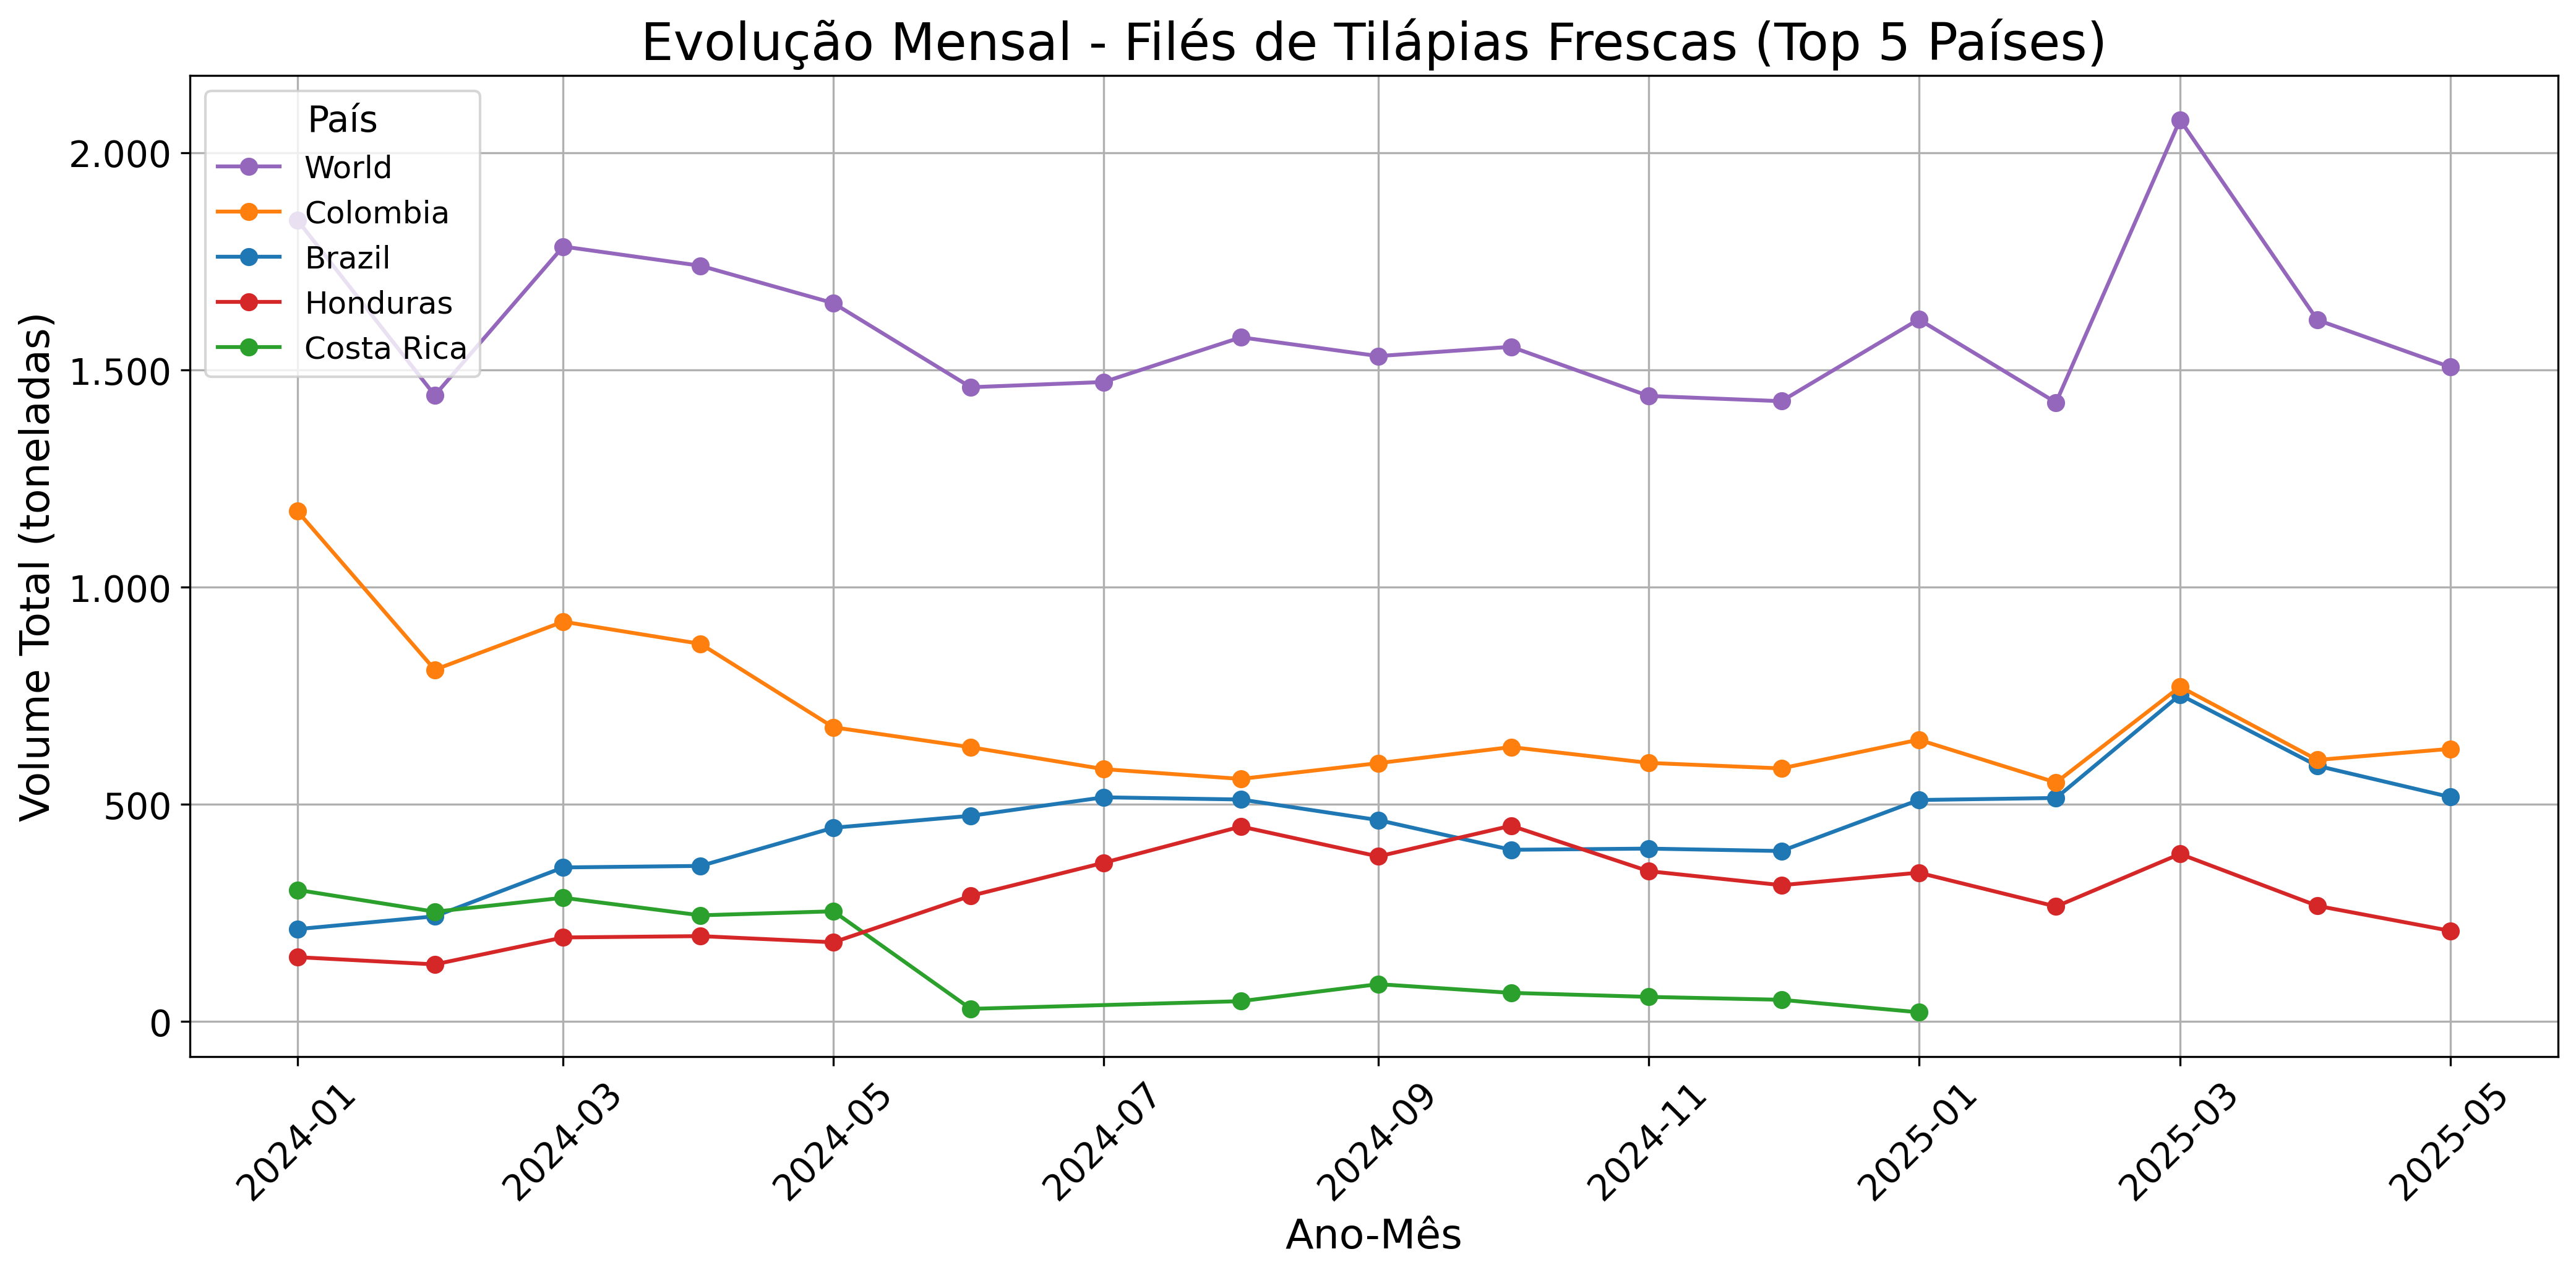 Evolução Mensal - Filés de Tilápias Frescas (Top 5 Países)
País
World
Colombia
Brazil
Honduras
Costa Rica
Volume Total (toneladas)
2.000
1.500
1.000
500
0
2024-01
2024-03
2024-05
2024-07
2024-09
2024-11
2025-01
2025-03
2025-05
Ano-Mês